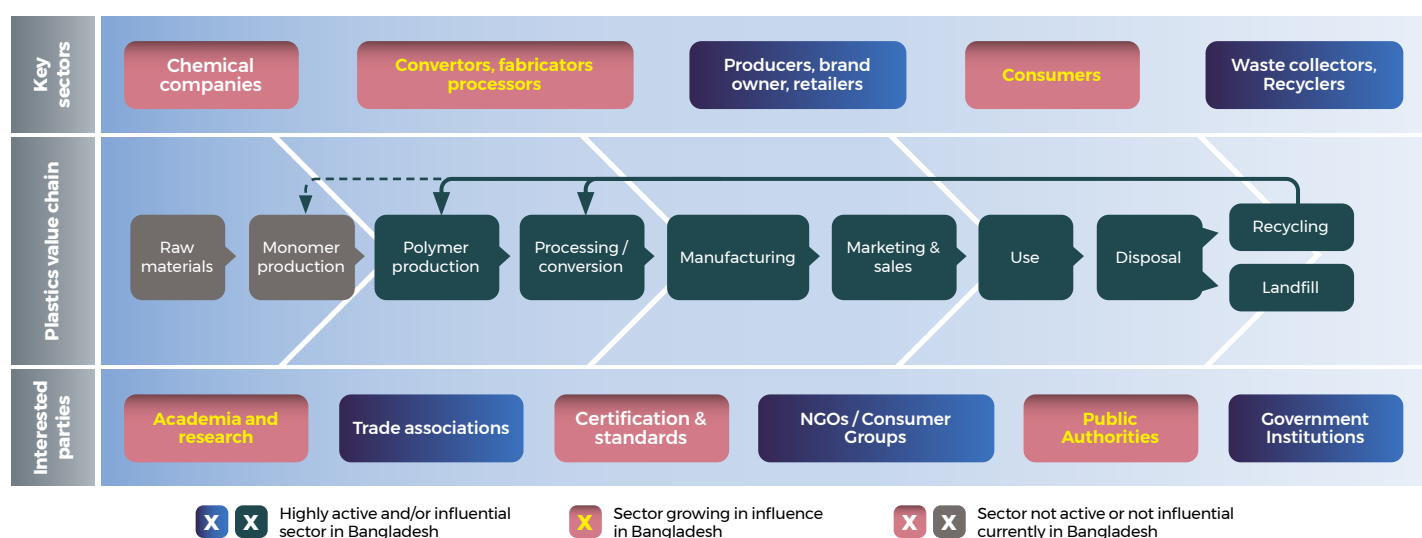 Key
sectors
Chemical
companies
Convertors, fabricators
processors
Producers, brand
owner, retailers
Consumers
Waste collectors,
Recyclers
Plastics value chain
Raw
materials
Monomer
production
Polymer
production
Processing /
conversion
Manufacturing
Marketing &
sales
Use
Disposal
Recycling
Landfill
Interested
parties
Academia and
research
Trade associations
Certification &
standards
NGOs / Consumer
Groups
Public
Authorities
Government
Institutions
X X Highly active and/or influential
sector in Bangladesh
X Sector growing in influence
in Bangladesh
X X Sector not active or not influential
currently in Bangladesh